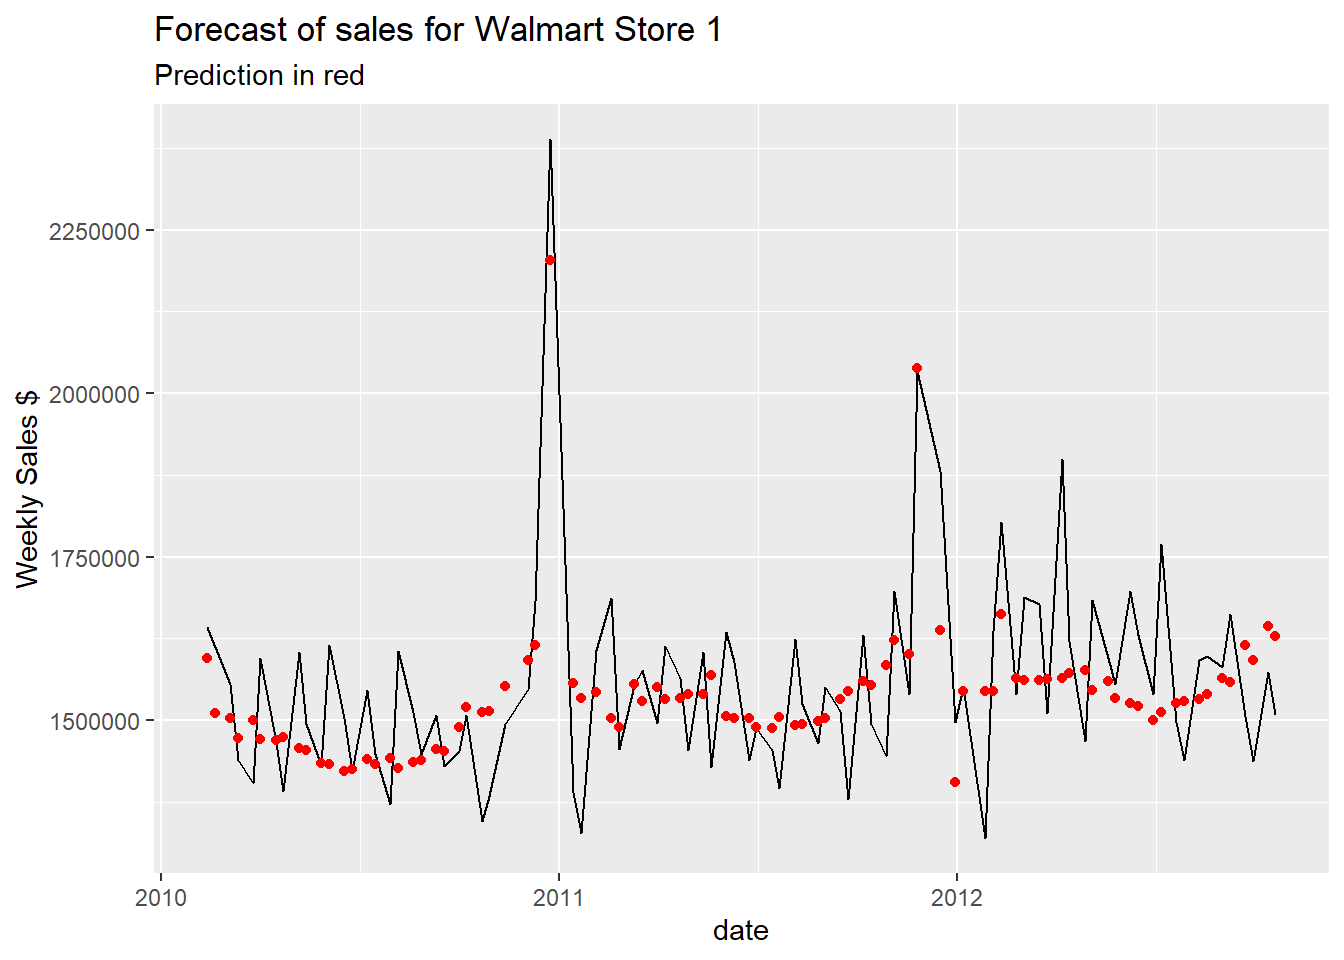 Forecast of sales for Walmart Store 1
Prediction in red
2250000
2000000
1750000
1500000
Weekly Sales $
2010
2011
2012
date